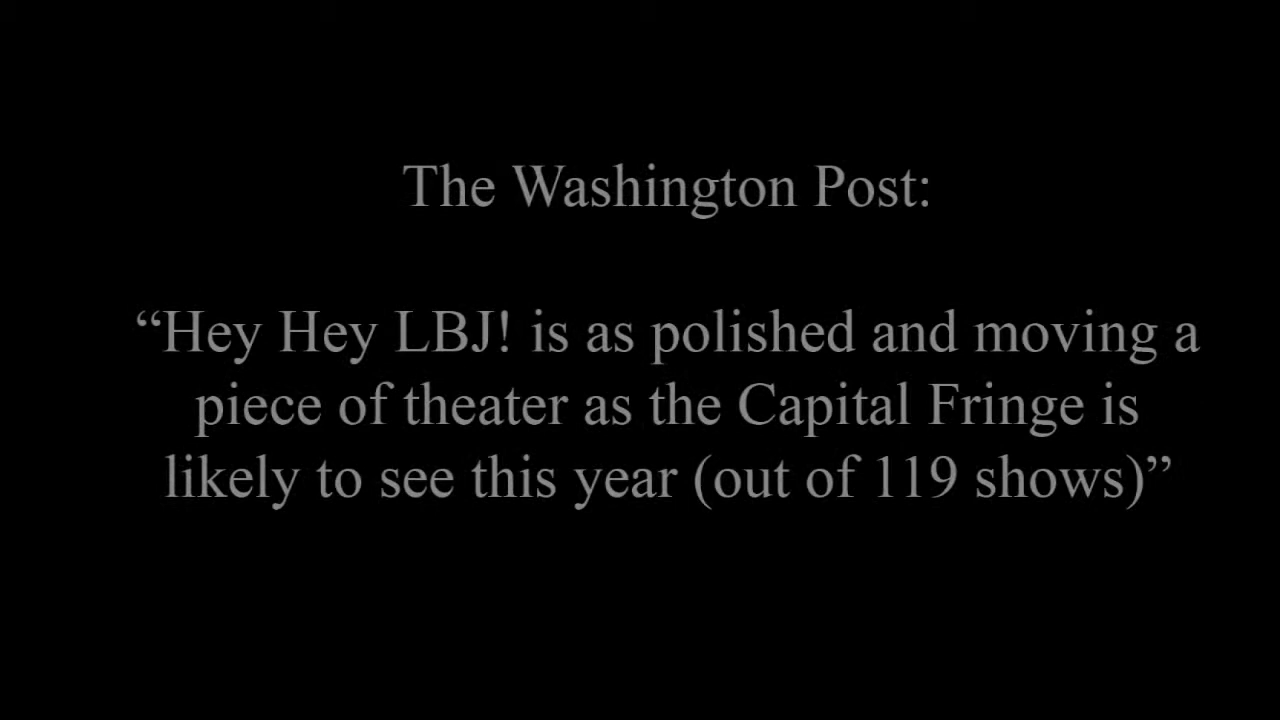 The Washington Post:
“Hey Hey LBJ! is as polished and moving a
piece of theater as the Capital Fringe is
likely to see this year (out of 119 shows)”